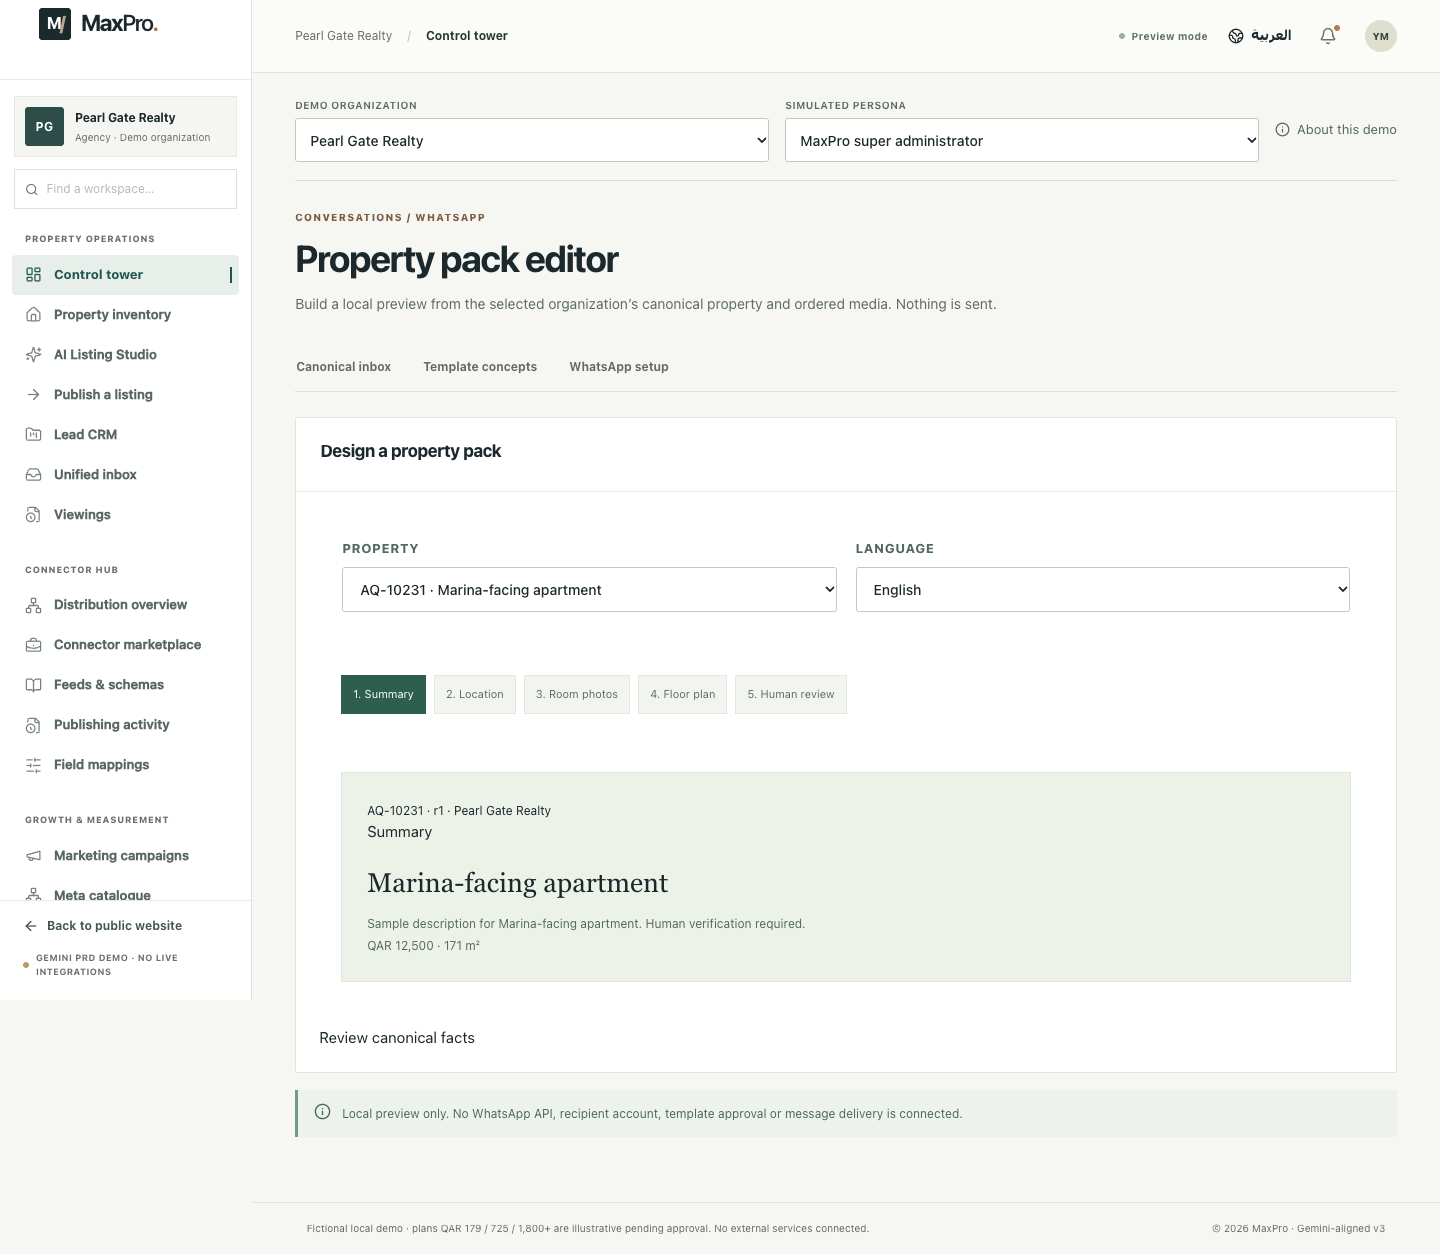 MaxPro.
Pearl Gate Realty / Control tower
Preview mode
العربية
YM
PG
Pearl Gate Realty
Agency · Demo organization
Find a workspace...
PROPERTY OPERATIONS
Control tower
Property inventory
AI Listing Studio
Publish a listing
Lead CRM
Unified inbox
Viewings
CONNECTOR HUB
Distribution overview
Connector marketplace
Feeds & schemas
Publishing activity
Field mappings
GROWTH & MEASUREMENT
Marketing campaigns
Meta catalogue
Back to public website
GEMINI PRD DEMO · NO LIVE
INTEGRATIONS
DEMO ORGANIZATION
Pearl Gate Realty
SIMULATED PERSONA
MaxPro super administrator
About this demo
CONVERSATIONS / WHATSAPP
Property pack editor
Build a local preview from the selected organization’s canonical property and ordered media. Nothing is sent.
Canonical inbox
Template concepts
WhatsApp setup
Design a property pack
PROPERTY
AQ-10231 · Marina-facing apartment
LANGUAGE
English
1. Summary
2. Location
3. Room photos
4. Floor plan
5. Human review
AQ-10231 · r1 · Pearl Gate Realty
Summary
Marina-facing apartment
Sample description for Marina-facing apartment. Human verification required.
QAR 12,500 · 171 m²
Review canonical facts
Local preview only. No WhatsApp API, recipient account, template approval or message delivery is connected.
Fictional local demo · plans QAR 179 / 725 / 1,800+ are illustrative pending approval. No external services connected.
© 2026 MaxPro · Gemini-aligned v3